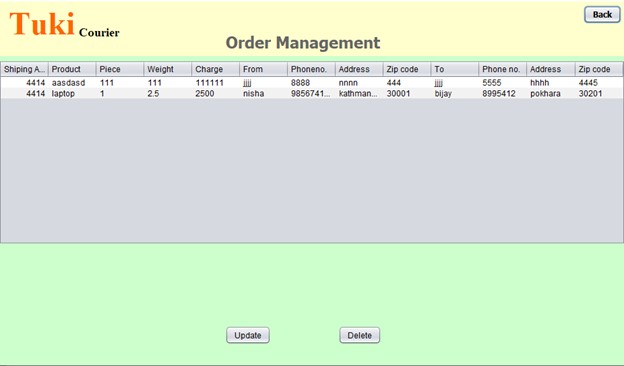 Tuki Courier
Back
Order Management
Shiping A... Product Piece Weight Charge From Phoneno. Address Zip code To Phone no. Address Zip code
4414 aasdasd 111 111 111111 jjjj 8888 nnnn 444 jjjj 5555 hhhh 4445
4414 laptop 1 2.5 2500 nisha 9856741... kathman... 30001 bijay 8995412 pokhara 30201
Update Delete